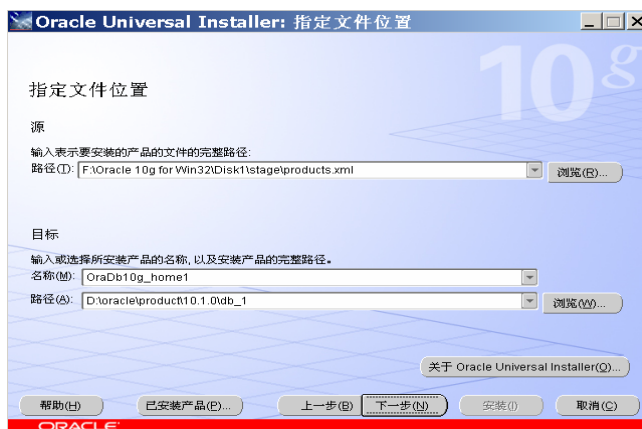 Oracle Universal Installer: 指定文件位置
10g
指定文件位置
源
输入表示要安装的产品的文件的完整路径:
路径(T): F:\Oracle 10g for Win32\Disk1\stage\products.xml 浏览(R)...
目标
输入或选择所安装产品的名称, 以及安装产品的完整路径。
名称(M): OraDb10g_home1
路径(A): D:\oracle\product\10.1.0\db_1 浏览(W)...
关于 Oracle Universal Installer(O)...
帮助(H) 已安装产品(P)... 上一步(B) 下一步(N) 安装(I) 取消(C)
ORACLE